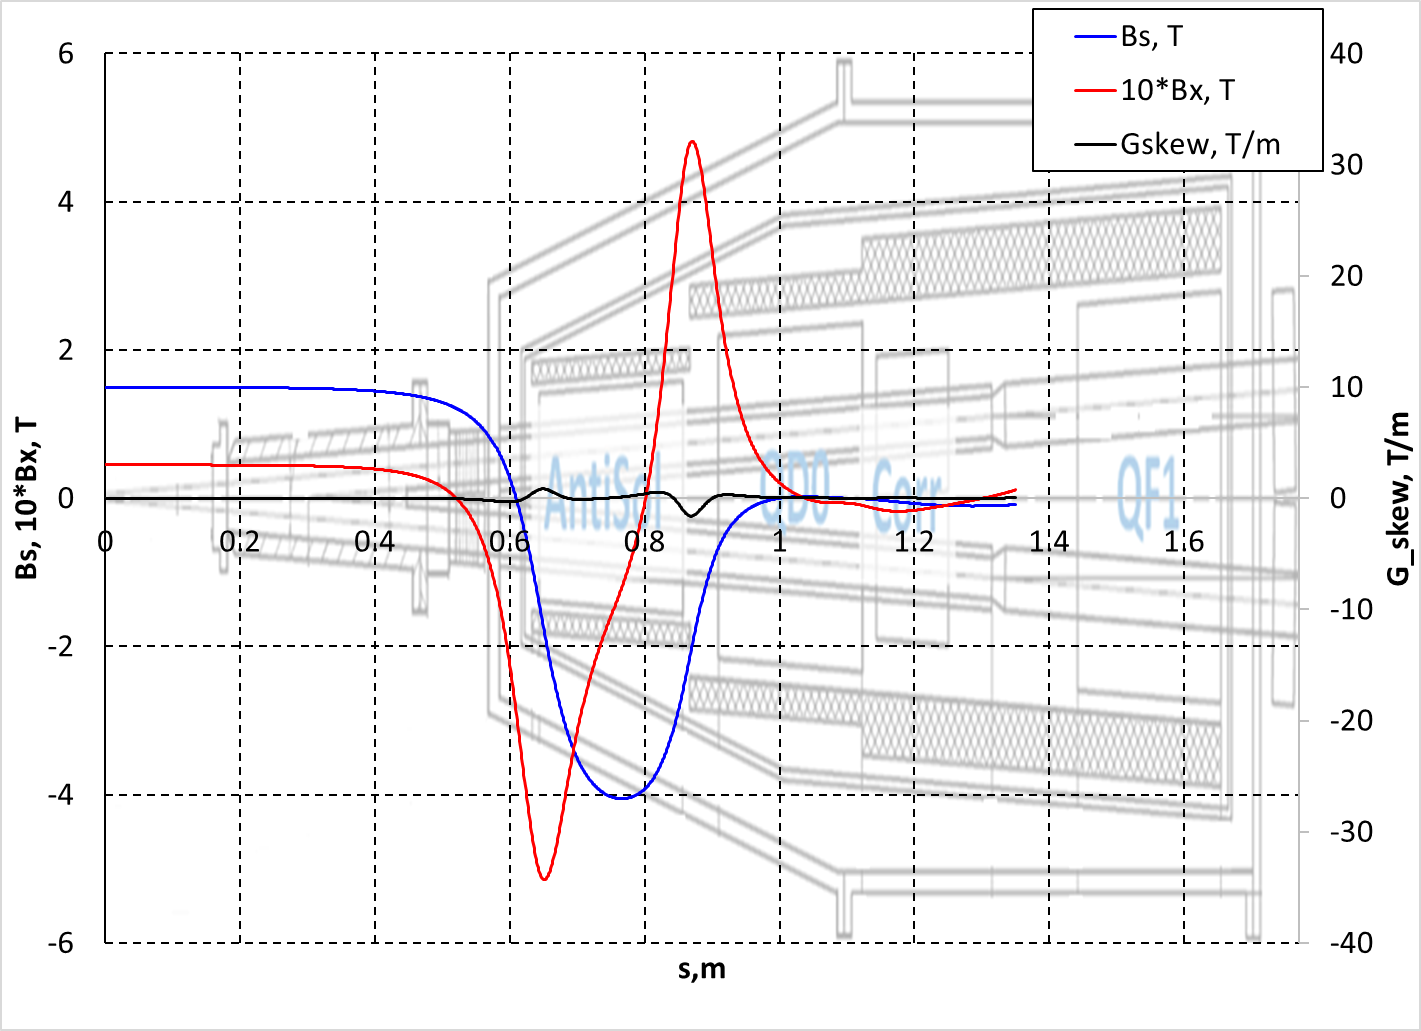 Bs, T
10*Bx, T
Gskew, T/m
6
4
2
0
-2
-4
-6
40
30
20
10
0
-10
-20
-30
-40
0
0.2
0.4
0.6
0.8
1
1.2
1.4
1.6
Bs, 10*Bx, T
G_skew, T/m
s,m
AntiSol
QD0
Corr
QF1